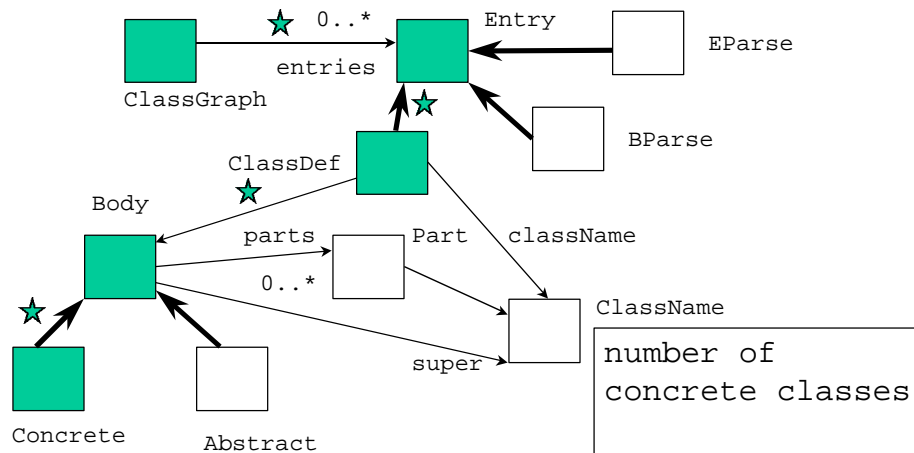 0..*
Entry
EParse
entries
ClassGraph
BParse
ClassDef
Body
parts
Part
className
0..*
ClassName
number of
concrete classes
super
Concrete
Abstract